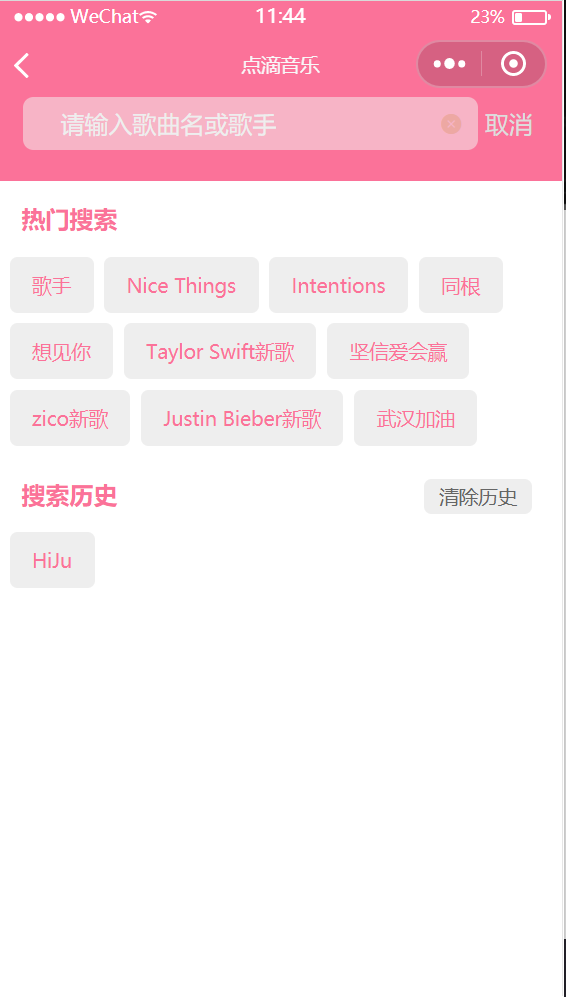 ●●●●● WeChat 11:44 23%
点滴音乐
请输入歌曲名或歌手 取消
热门搜索
歌手 Nice Things Intentions 同根
想见你 Taylor Swift新歌 坚信爱会赢
zico新歌 Justin Bieber新歌 武汉加油
搜索历史 清除历史
HiJu